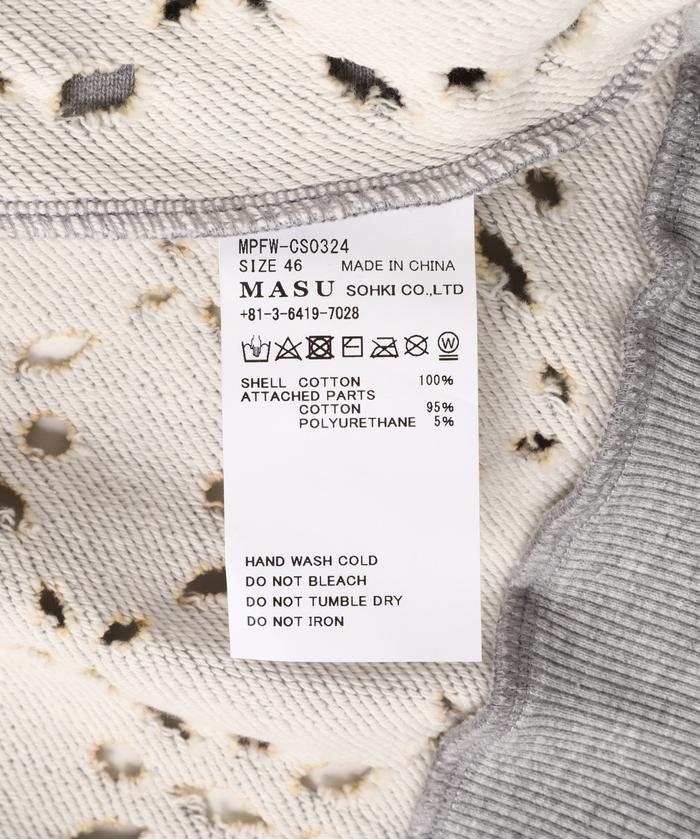 MPFW-CS0324
SIZE 46 MADE IN CHINA
MASU SOHKI CO.,LTD
+81-3-6419-7028
W
SHELL COTTON 100%
ATTACHED PARTS
COTTON 95%
POLYURETHANE 5%
HAND WASH COLD
DO NOT BLEACH
DO NOT TUMBLE DRY
DO NOT IRON